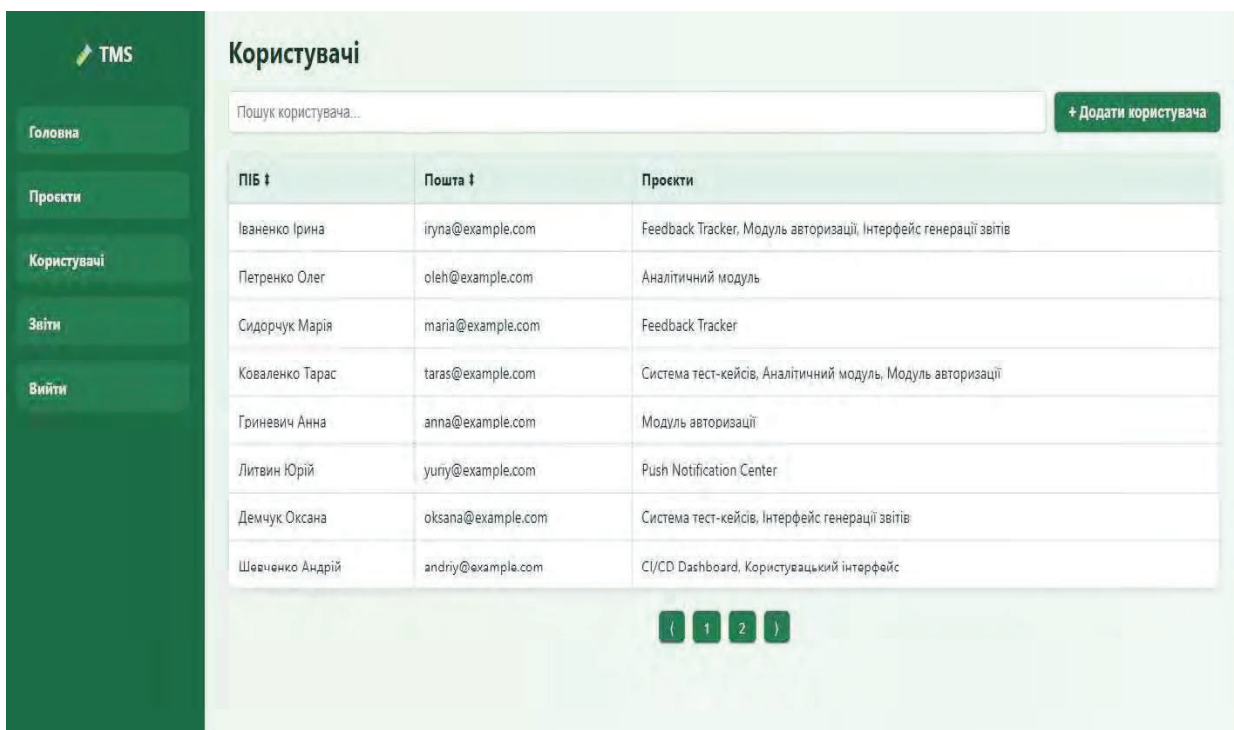 TMS
Головна
Проєкти
Користувачі
Звіти
Вийти
Користувачі
Пошук користувача...
+ Додати користувача
ПІБ ↕ Пошта ↕ Проєкти
Іваненко Ірина iryna@example.com Feedback Tracker, Модуль авторизації, Інтерфейс генерації звітів
Петренко Олег oleh@example.com Аналітичний модуль
Сидорчук Марія maria@example.com Feedback Tracker
Коваленко Тарас taras@example.com Система тест-кейсів, Аналітичний модуль, Модуль авторизації
Гриневич Анна anna@example.com Модуль авторизації
Литвин Юрій yuriy@example.com Push Notification Center
Демчук Оксана oksana@example.com Система тест-кейсів, Інтерфейс генерації звітів
Шевченко Андрій andriy@example.com CI/CD Dashboard, Користувацький інтерфейс
⟨ 1 2 ⟩